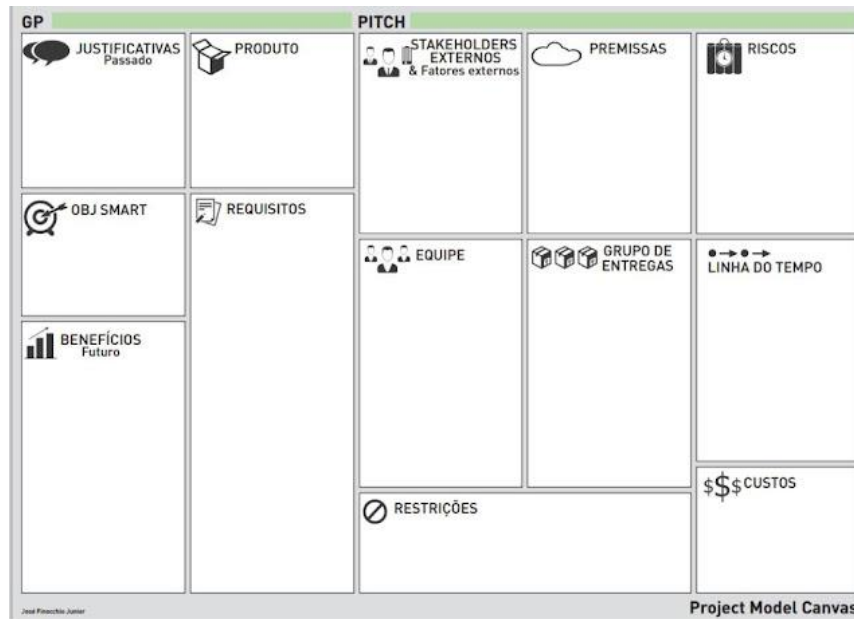 GP
PITCH
JUSTIFICATIVAS
Passado
PRODUTO
STAKEHOLDERS
EXTERNOS
& Fatores externos
PREMISSAS
RISCOS
OBJ SMART
REQUISITOS
EQUIPE
GRUPO DE
ENTREGAS
LINHA DO TEMPO
BENEFÍCIOS
Futuro
RESTRIÇÕES
$$$ CUSTOS
José Finocchio Junior
Project Model Canvas